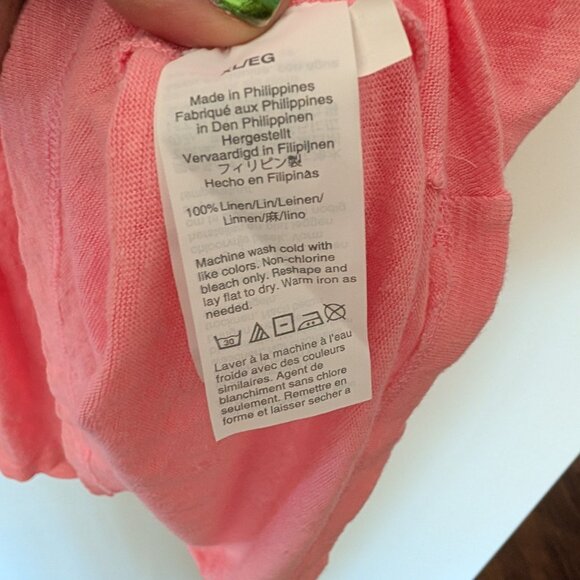 XL/EG
Made in Philippines
Fabriqué aux Philippines
in Den Philippinen
Hergestellt
Vervaardigd in Filipijnen
フィリピン製
Hecho en Filipinas
100% Linen/Lin/Leinen/
Linnen/麻/lino
Machine wash cold with
like colors. Non-chlorine
bleach only. Reshape and
lay flat to dry. Warm iron as
needed.
30
Laver à la machine à l'eau
froide avec des couleurs
similaires. Agent de
blanchiment sans chlore
seulement. Remettre en
forme et laisser secher a